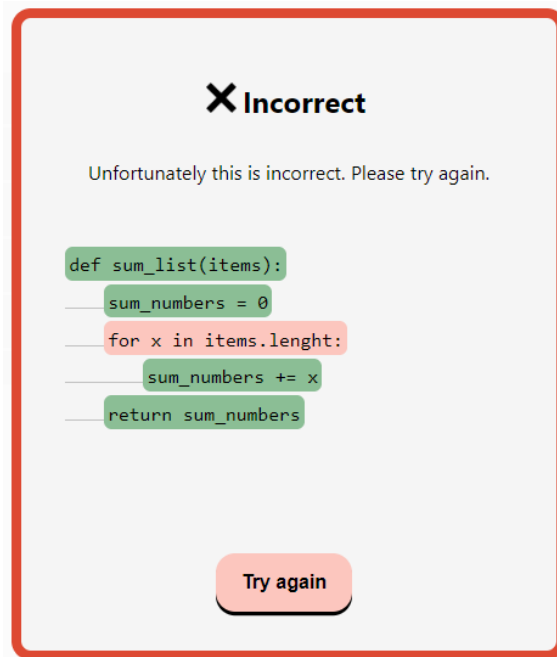 ✕ Incorrect
Unfortunately this is incorrect. Please try again.
def sum_list(items):
sum_numbers = 0
for x in items.lenght:
sum_numbers += x
return sum_numbers
Try again